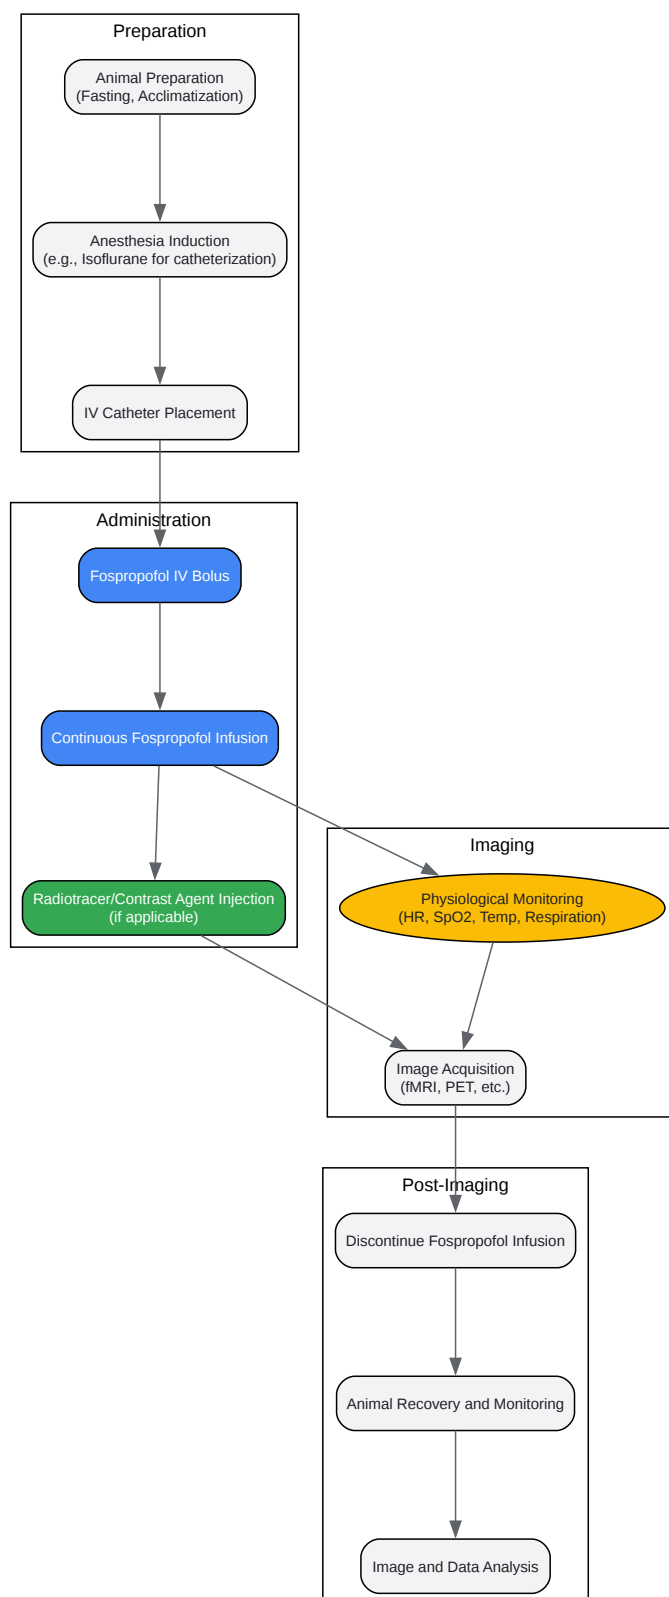 Preparation
Animal Preparation
(Fasting, Acclimatization)
Anesthesia Induction
(e.g., Isoflurane for catheterization)
IV Catheter Placement
Administration
Fospropofol IV Bolus
Continuous Fospropofol Infusion
Radiotracer/Contrast Agent Injection
(if applicable)
Imaging
Physiological Monitoring
(HR, SpO2, Temp, Respiration)
Image Acquisition
(fMRI, PET, etc.)
Post-Imaging
Discontinue Fospropofol Infusion
Animal Recovery and Monitoring
Image and Data Analysis